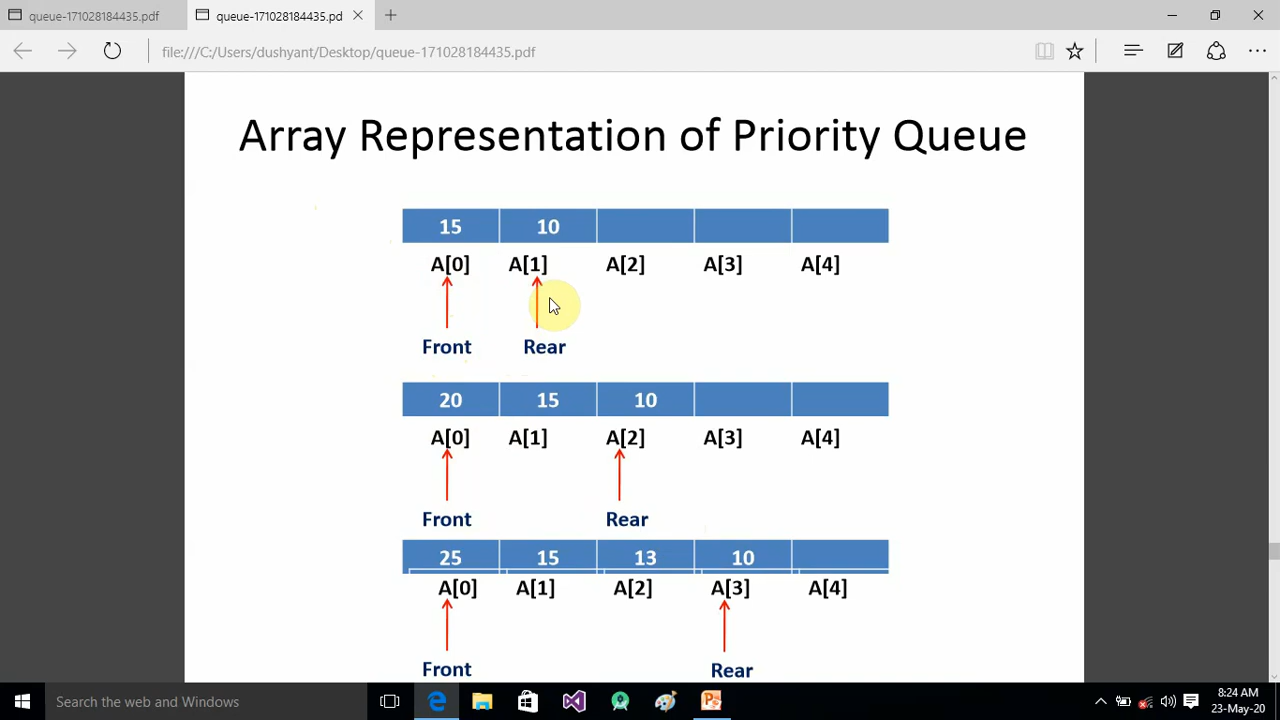 queue-171028184435.pdf
queue-171028184435.pd
file:///C:/Users/dushyant/Desktop/queue-171028184435.pdf
Array Representation of Priority Queue
15 10
A[0] A[1] A[2] A[3] A[4]
Front Rear
20 15 10
A[0] A[1] A[2] A[3] A[4]
Front Rear
25 15 13 10
A[0] A[1] A[2] A[3] A[4]
Front Rear
Search the web and Windows
8:24 AM
23-May-20